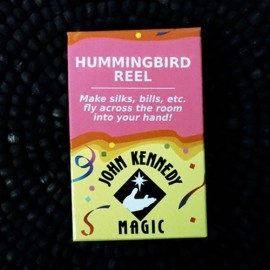 HUMMINGBIRD
REEL
Make silks, bills, etc.
fly across the room
into your hand!
JOHN KENNEDY
MAGIC